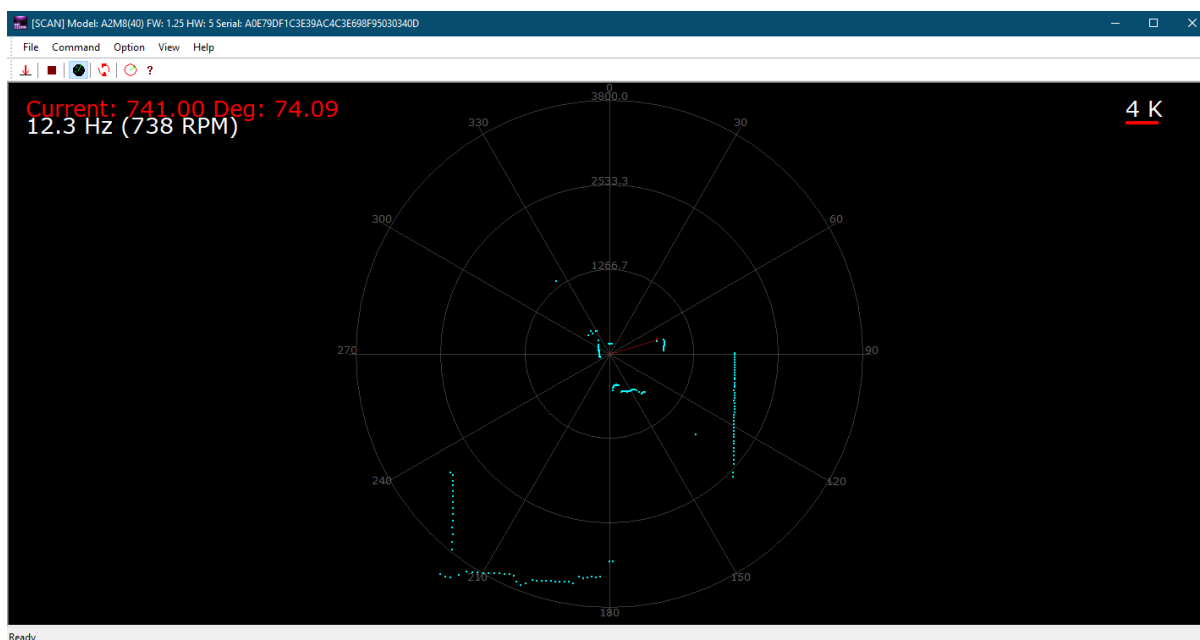 [SCAN] Model: A2M8(40) FW: 1.25 HW: 5 Serial: A0E79DF1C3E39AC4C3E698F95030340D
File Command Option View Help
?
Current: 741.00 Deg: 74.09
12.3 Hz (738 RPM)
4 K
0
3800.0
330
30
2533.3
300
60
1266.7
270
90
240
120
210
150
180
Ready